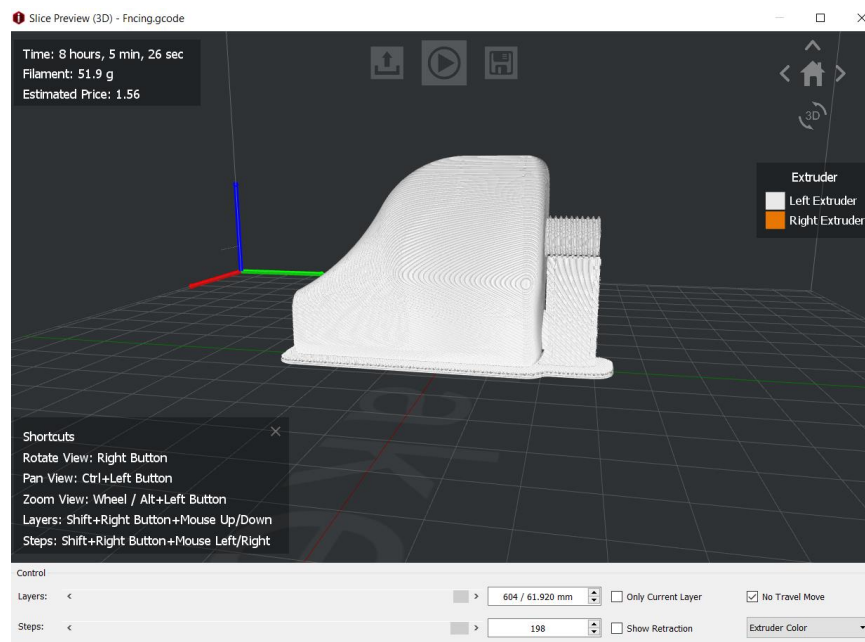 Slice Preview (3D) - Fncing.gcode
Time: 8 hours, 5 min, 26 sec
Filament: 51.9 g
Estimated Price: 1.56
3D
Extruder
Left Extruder
Right Extruder
Shortcuts
Rotate View: Right Button
Pan View: Ctrl+Left Button
Zoom View: Wheel / Alt+Left Button
Layers: Shift+Right Button+Mouse Up/Down
Steps: Shift+Right Button+Mouse Left/Right
Control
Layers: 604 / 61.920 mm Only Current Layer No Travel Move
Steps: 198 Show Retraction Extruder Color